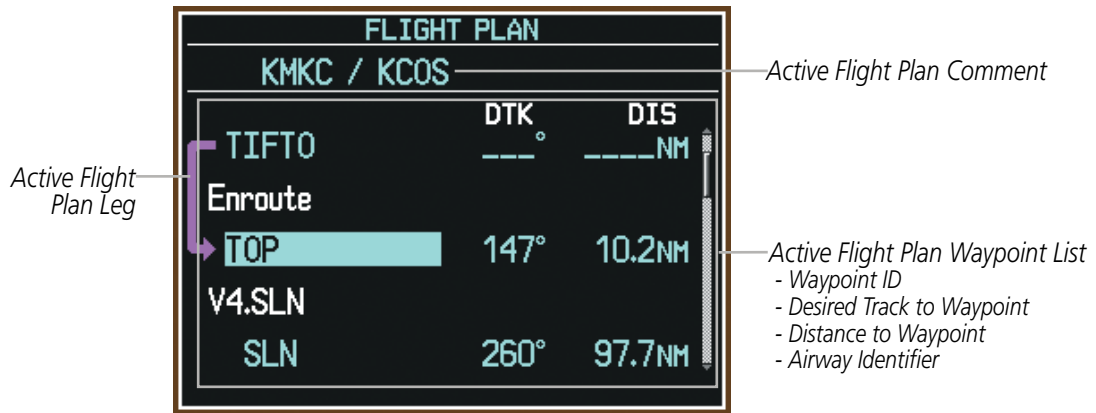 FLIGHT PLAN
KMKC / KCOS
Active Flight Plan Comment
DTK DIS
TIFTO ___° ____NM
Active Flight
Plan Leg
Enroute
TOP 147° 10.2NM
V4.SLN
SLN 260° 97.7NM
Active Flight Plan Waypoint List
- Waypoint ID
- Desired Track to Waypoint
- Distance to Waypoint
- Airway Identifier